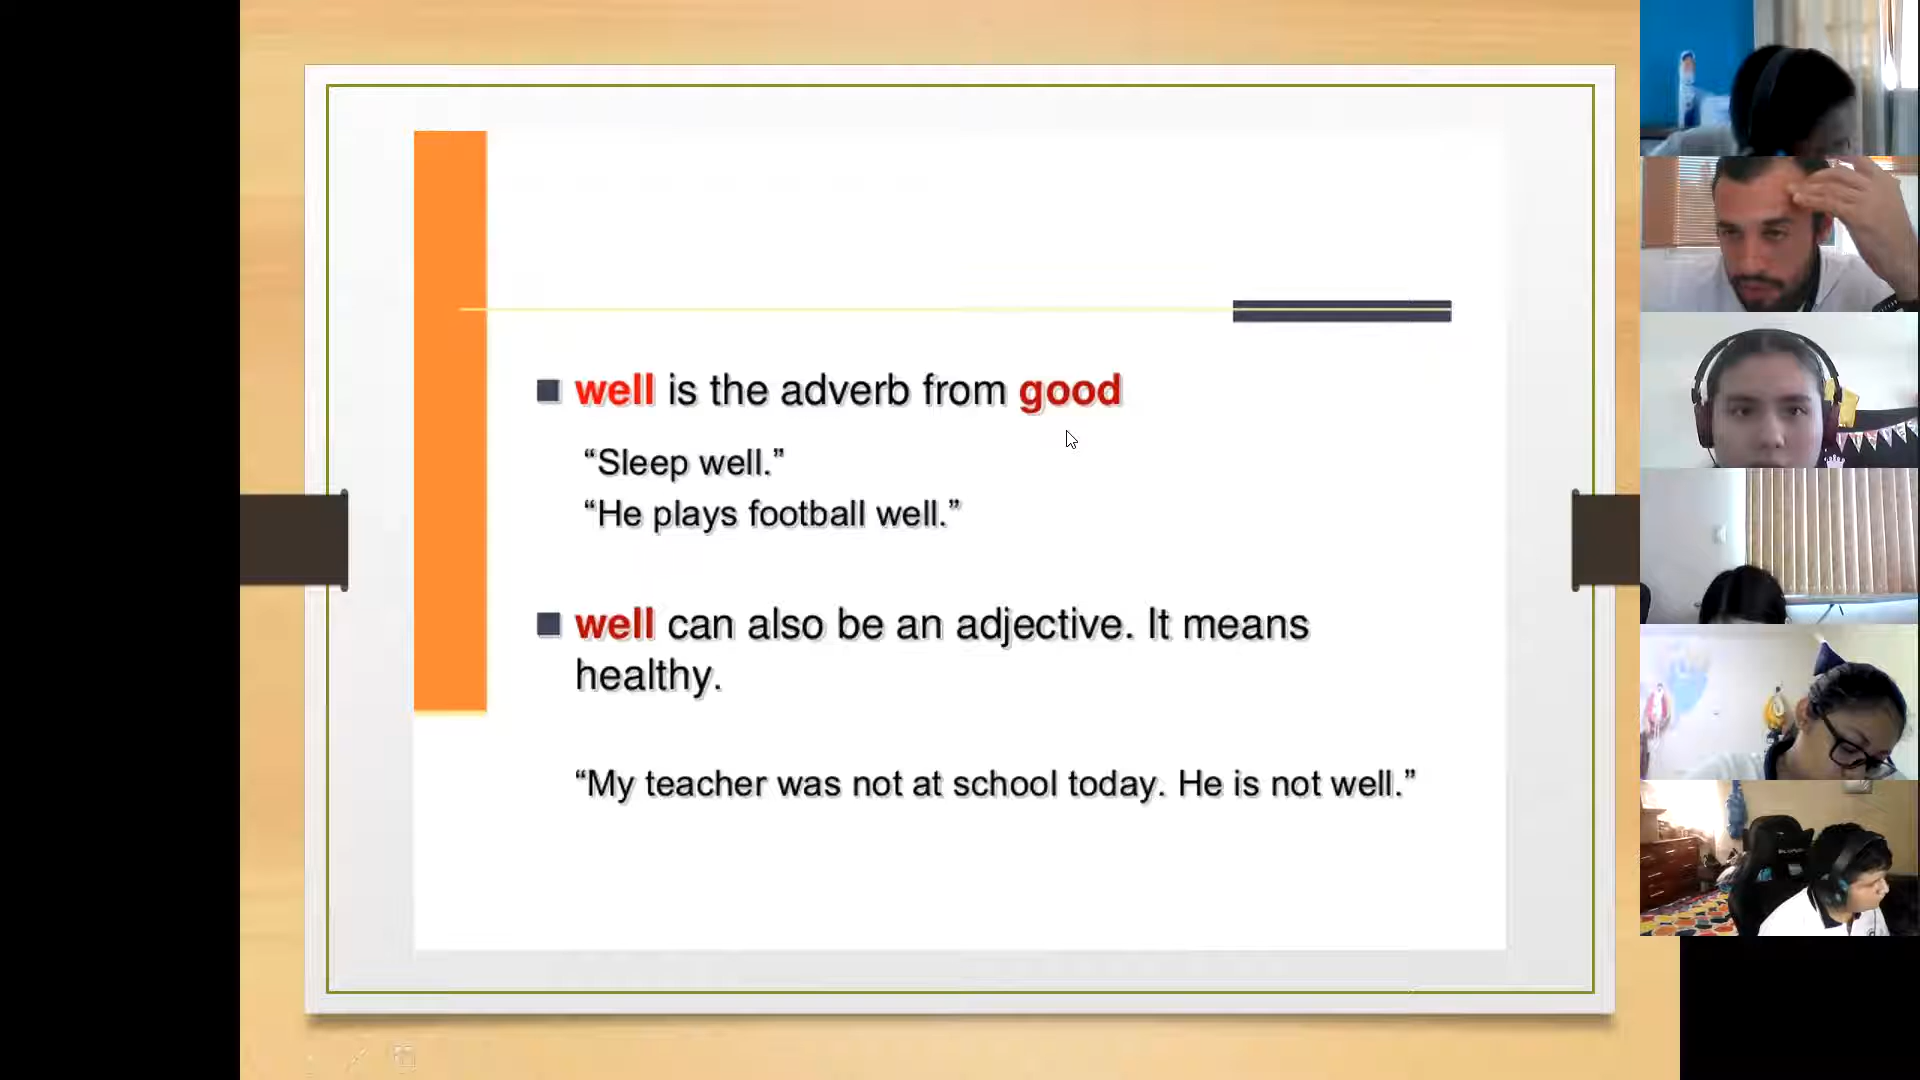 well is the adverb from good
“Sleep well.”
“He plays football well.”
well can also be an adjective. It means
healthy.
“My teacher was not at school today. He is not well.”